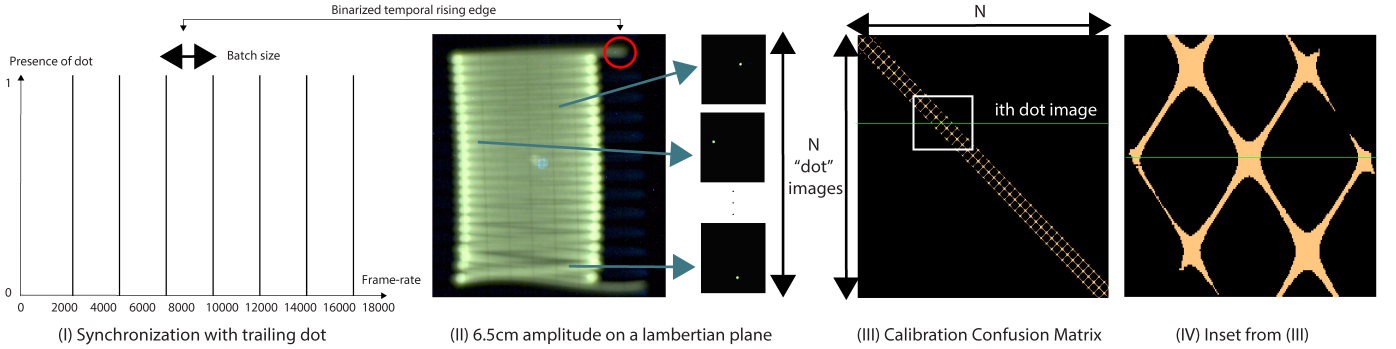 Binarized temporal rising edge
Presence of dot
Batch size
1
0
Frame-rate
2000 4000 6000 8000 10000 12000 14000 16000 18000
(I) Synchronization with trailing dot
(II) 6.5cm amplitude on a lambertian plane
N
“dot”
images
N
ith dot image
(III) Calibration Confusion Matrix
(IV) Inset from (III)